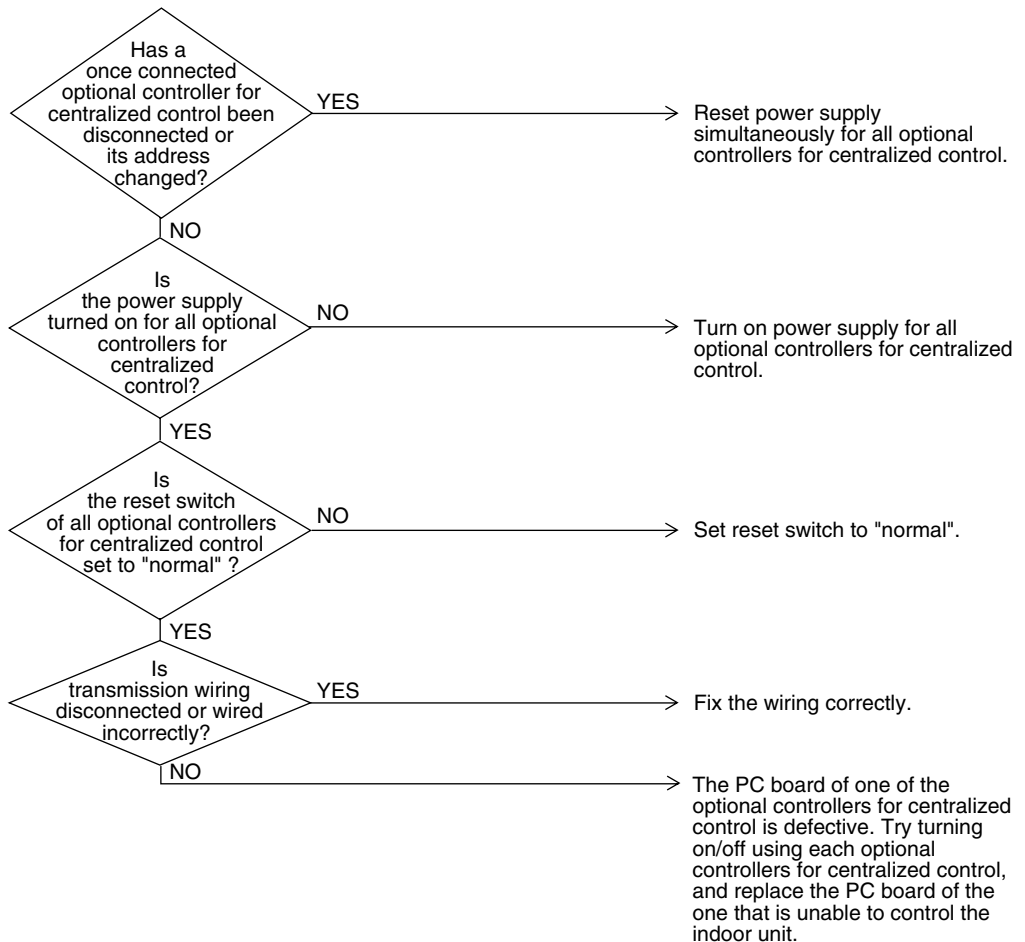 Has a
once connected
optional controller for
centralized control been
disconnected or
its address
changed?
YES
Reset power supply
simultaneously for all optional
controllers for centralized control.
NO
Is
the power supply
turned on for all optional
controllers for
centralized
control?
NO
Turn on power supply for all
optional controllers for centralized
control.
YES
Is
the reset switch
of all optional controllers
for centralized control
set to "normal" ?
NO
Set reset switch to "normal".
YES
Is
transmission wiring
disconnected or wired
incorrectly?
YES
Fix the wiring correctly.
NO
The PC board of one of the
optional controllers for centralized
control is defective. Try turning
on/off using each optional
controllers for centralized control,
and replace the PC board of the
one that is unable to control the
indoor unit.